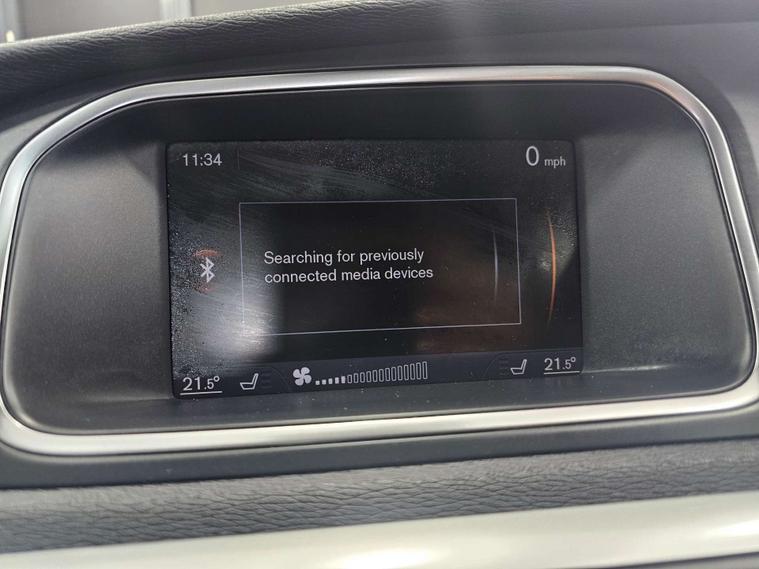 11:34
0 mph
Searching for previously
connected media devices
21.5° 21.5°